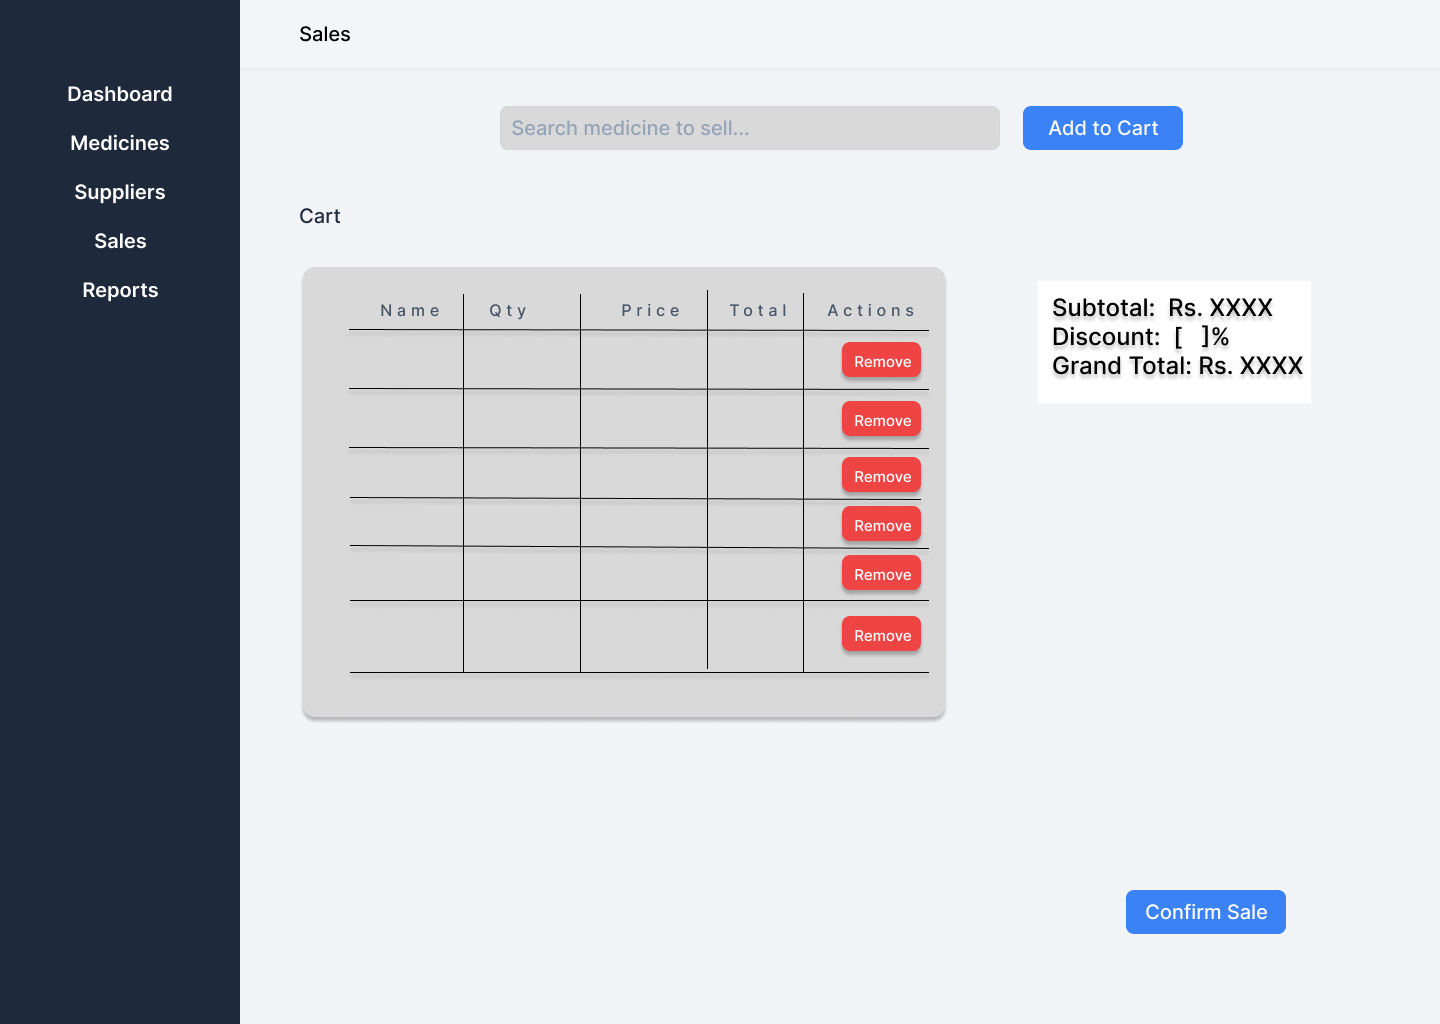 Sales
Dashboard
Medicines
Suppliers
Sales
Reports
Search medicine to sell...
Add to Cart
Cart
Name Qty Price Total Actions
Remove
Remove
Remove
Remove
Remove
Remove
Subtotal: Rs. XXXX
Discount: [ ]%
Grand Total: Rs. XXXX
Confirm Sale